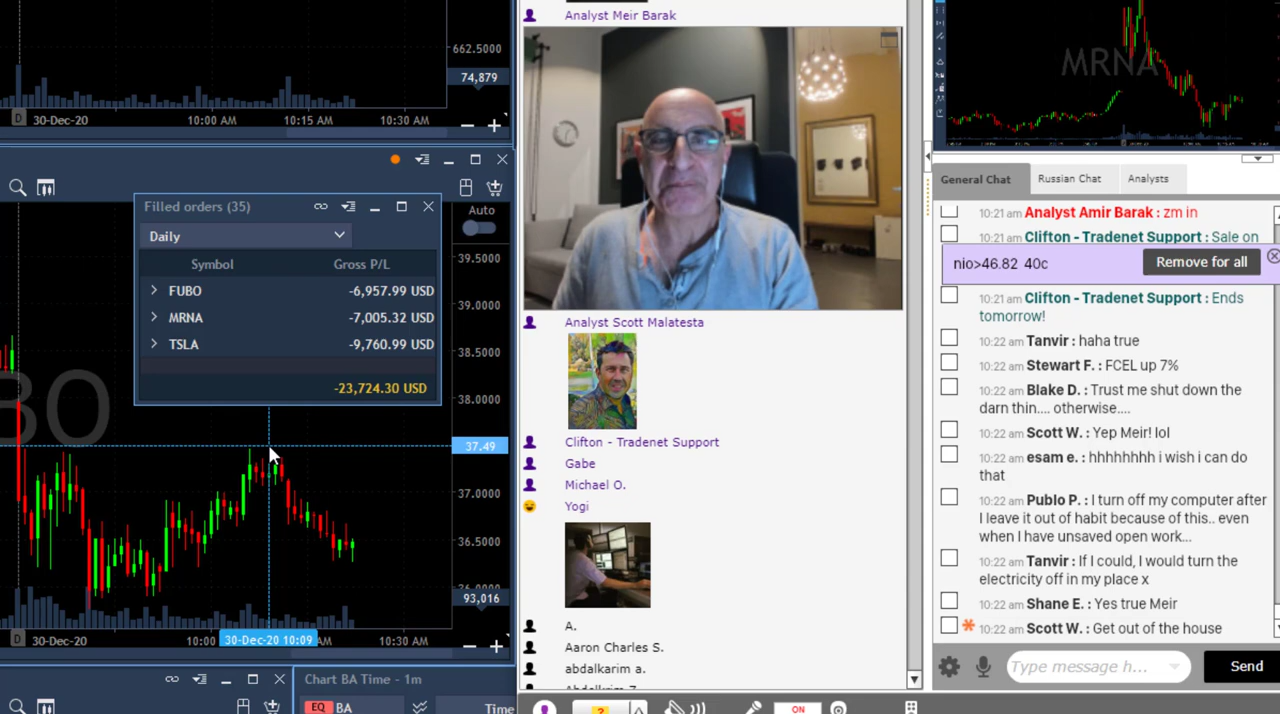 662.5000
74,879
D 30-Dec-20 10:00 AM 10:15 AM 10:30 AM
Filled orders (35)
Auto
Daily
Symbol Gross P/L
FUBO -6,957.99 USD
MRNA -7,005.32 USD
TSLA -9,760.99 USD
-23,724.30 USD
BO
39.5000
39.0000
38.5000
38.0000
37.49
37.0000
36.5000
93,016
D 30-Dec-20 10:00 30-Dec-20 10:09 10:30 AM
Chart BA Time - 1m
EQ BA Time
Analyst Meir Barak
Analyst Scott Malatesta
Clifton - Tradenet Support
Gabe
Michael O.
Yogi
A.
Aaron Charles S.
abdalkarim a.
ON
MRNA
General Chat Russian Chat Analysts
10:21 am Analyst Amir Barak : zm in
10:21 am Clifton - Tradenet Support : Sale on
nio>46.82 40c Remove for all
10:21 am Clifton - Tradenet Support : Ends
tomorrow!
10:22 am Tanvir : haha true
10:22 am Stewart F. : FCEL up 7%
10:22 am Blake D. : Trust me shut down the
darn thin.... otherwise....
10:22 am Scott W. : Yep Meir! lol
10:22 am esam e. : hhhhhhhh i wish i can do
that
10:22 am Publo P. : I turn off my computer after
I leave it out of habit because of this.. even
when I have unsaved open work...
10:22 am Tanvir : If I could, I would turn the
electricity off in my place x
10:22 am Shane E. : Yes true Meir
10:22 am Scott W. : Get out of the house
Type message h... Send